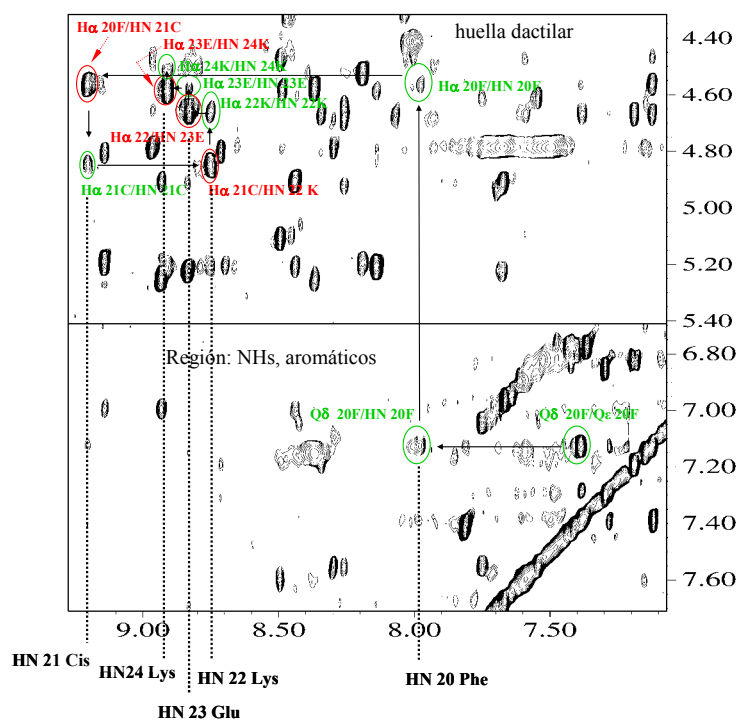 Hα 20F/HN 21C
huella dactilar
4.40
Hα 23E/HN 24K
Hα 24K/HN 24K
Hα 23E/HN 23E
Hα 20F/HN 20F
4.60
Hα 22K/HN 22K
Hα 22/HN 23E
4.80
Hα 21C/HN 21C
Hα 21C/HN 22 K
5.00
5.20
5.40
Región: NHs, aromáticos
6.80
7.00
Qδ 20F/HN 20F
Qδ 20F/Qε 20F
7.20
7.40
7.60
9.00
8.50
8.00
7.50
HN 21 Cis
HN24 Lys
HN 22 Lys
HN 20 Phe
HN 23 Glu